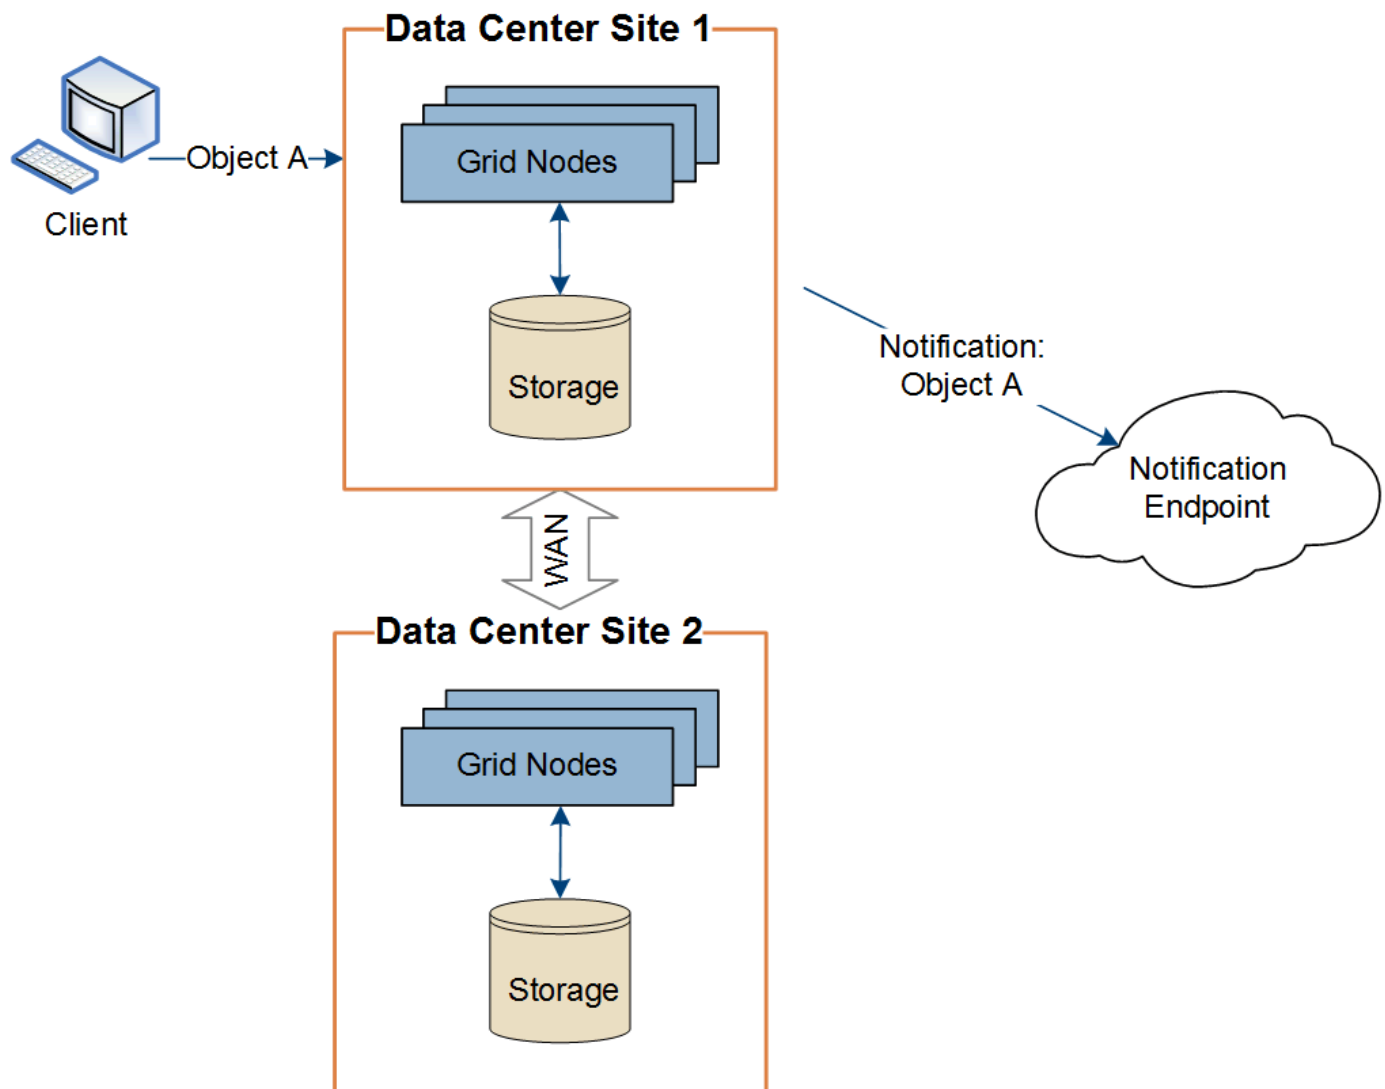 Data Center Site 1
Client
Object A
Grid Nodes
Storage
Notification:
Object A
Notification
Endpoint
WAN
Data Center Site 2
Grid Nodes
Storage